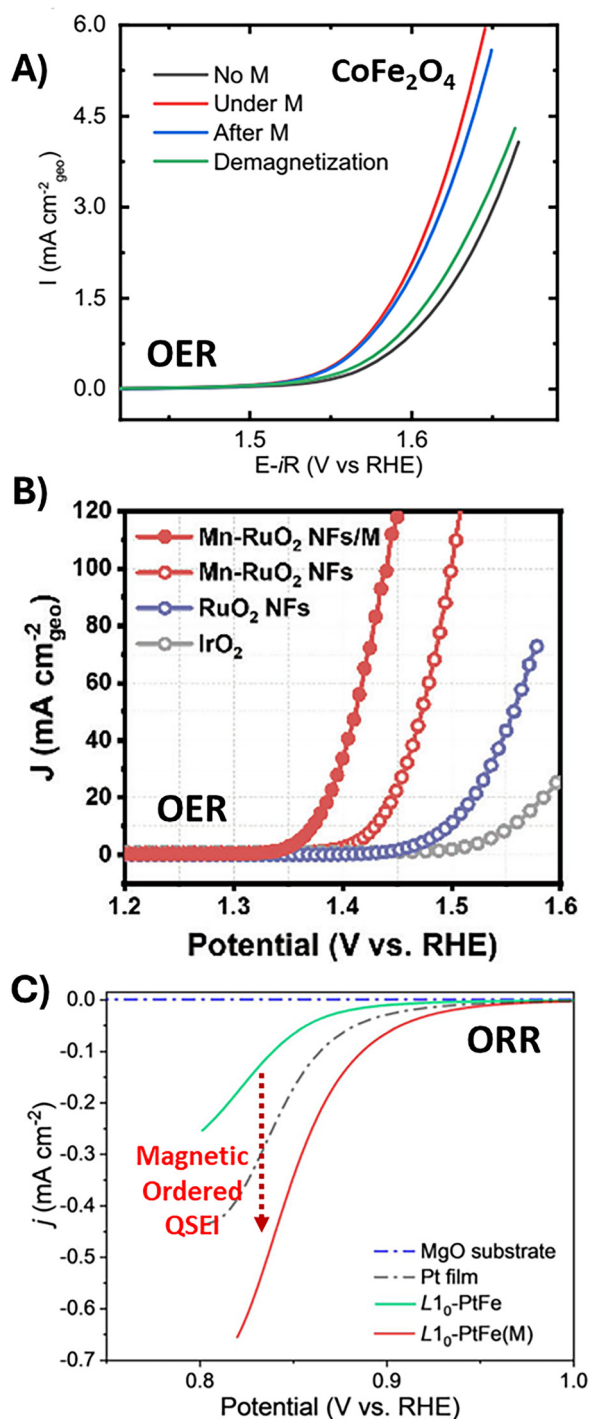 A)
6.0
4.5
3.0
1.5
0.0
I (mA cm⁻²geo)
No M
Under M
After M
Demagnetization
CoFe₂O₄
OER
1.5
1.6
E-iR (V vs RHE)
B)
120
100
80
60
40
20
0
J (mA cm⁻²geo)
Mn-RuO₂ NFs/M
Mn-RuO₂ NFs
RuO₂ NFs
IrO₂
OER
1.2
1.3
1.4
1.5
1.6
Potential (V vs. RHE)
C)
0.0
-0.1
-0.2
-0.3
-0.4
-0.5
-0.6
-0.7
j (mA cm⁻²)
ORR
Magnetic
Ordered
QSEI
MgO substrate
Pt film
L1₀-PtFe
L1₀-PtFe(M)
0.8
0.9
1.0
Potential (V vs. RHE)